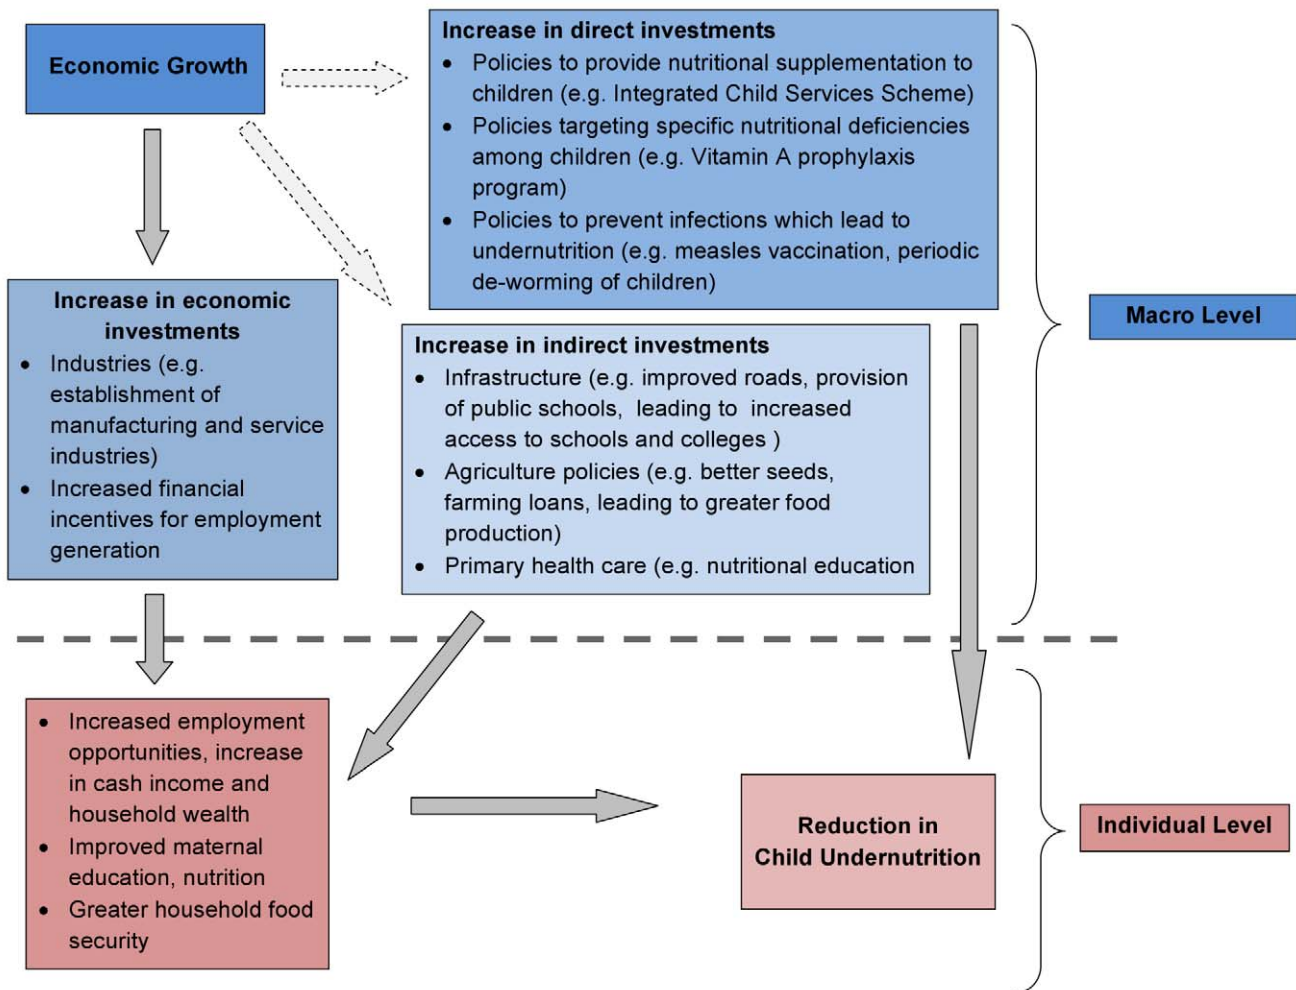 Economic Growth
Increase in direct investments
• Policies to provide nutritional supplementation to
children (e.g. Integrated Child Services Scheme)
• Policies targeting specific nutritional deficiencies
among children (e.g. Vitamin A prophylaxis
program)
• Policies to prevent infections which lead to
undernutrition (e.g. measles vaccination, periodic
de-worming of children)
Increase in economic
investments
• Industries (e.g.
establishment of
manufacturing and service
industries)
• Increased financial
incentives for employment
generation
Increase in indirect investments
• Infrastructure (e.g. improved roads, provision
of public schools, leading to increased
access to schools and colleges )
• Agriculture policies (e.g. better seeds,
farming loans, leading to greater food
production)
• Primary health care (e.g. nutritional education
Macro Level
• Increased employment
opportunities, increase
in cash income and
household wealth
• Improved maternal
education, nutrition
• Greater household food
security
Reduction in
Child Undernutrition
Individual Level